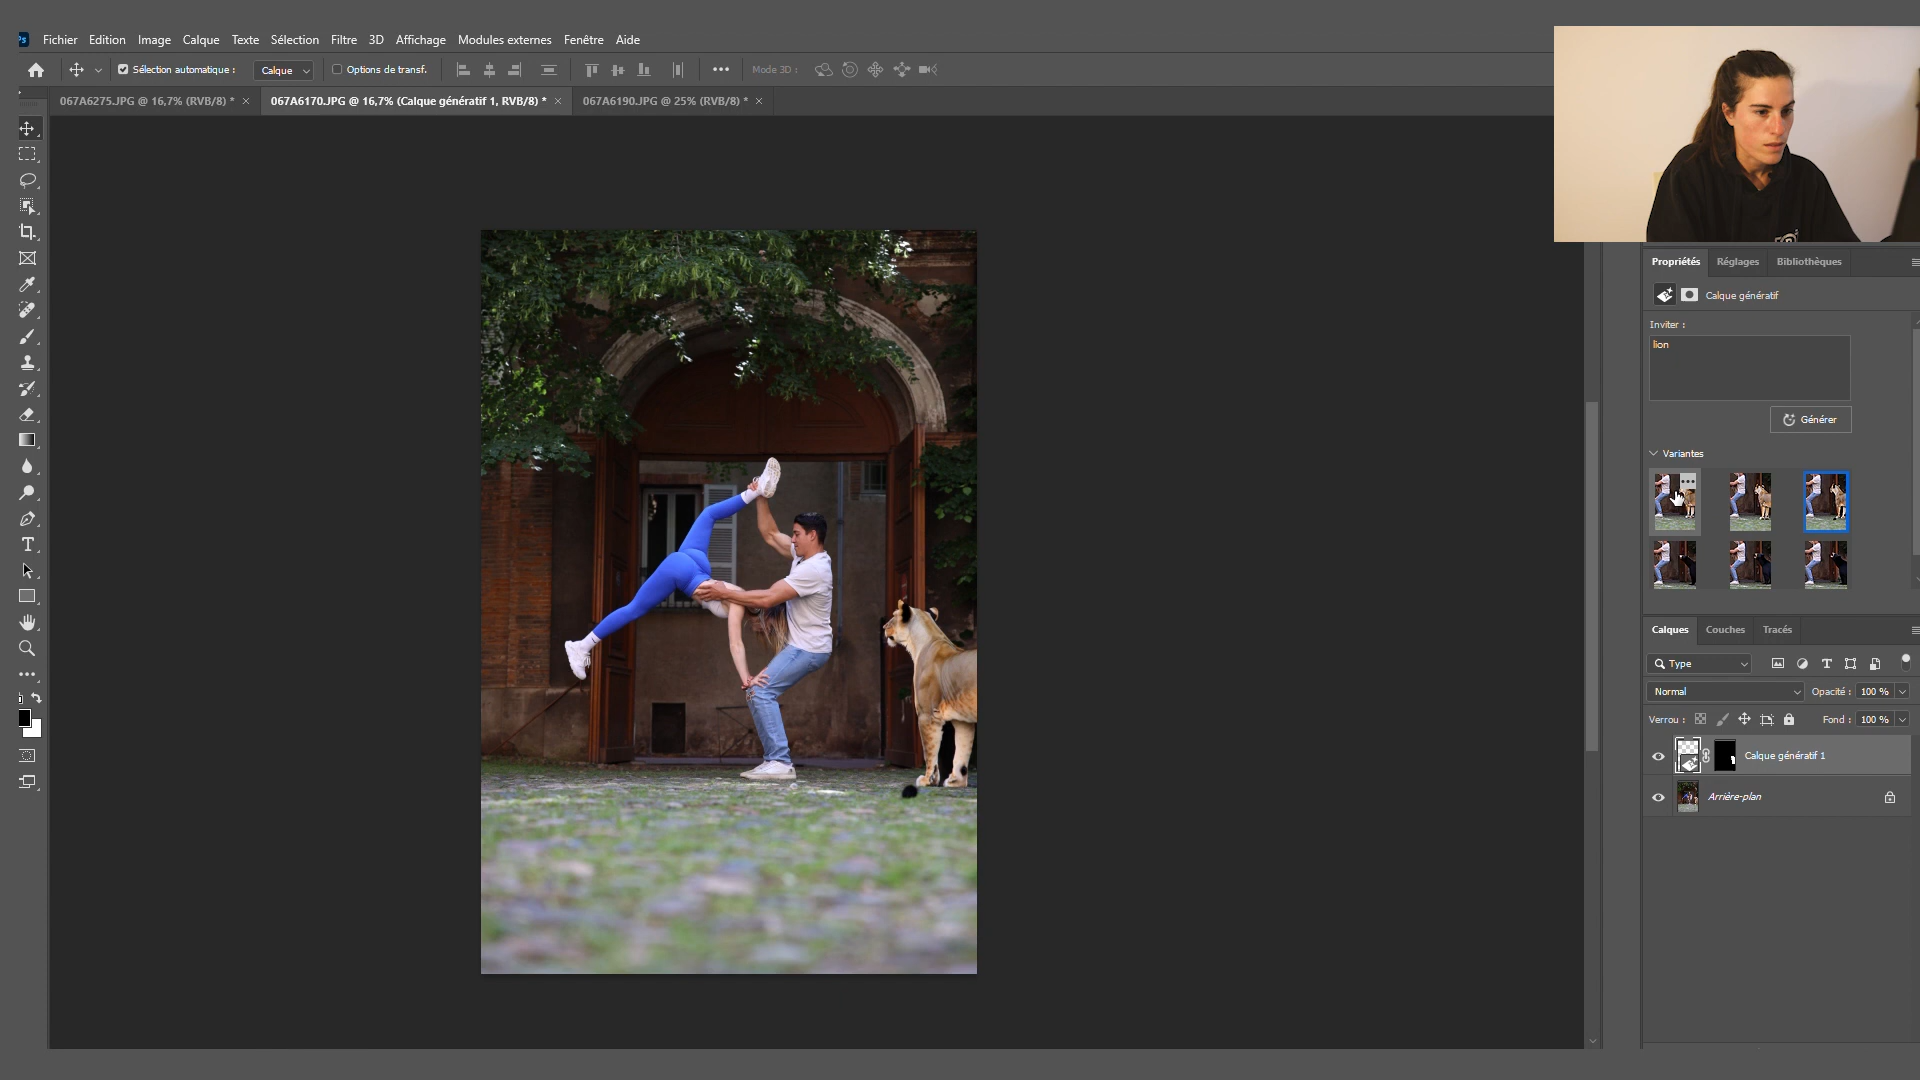 Ps Fichier Edition Image Calque Texte Sélection Filtre 3D Affichage Modules externes Fenêtre Aide
Sélection automatique : Calque Options de transf. Mode 3D :
067A6275.JPG @ 16,7% (RVB/8) * × 067A6170.JPG @ 16,7% (Calque génératif 1, RVB/8) * × 067A6190.JPG @ 25% (RVB/8) * ×
Propriétés Réglages Bibliothèques
Calque génératif
Inviter :
lion
Générer
Variantes
Calques Couches Tracés
Type
Normal Opacité : 100 %
Verrou : Fond : 100 %
Calque génératif 1
Arrière-plan